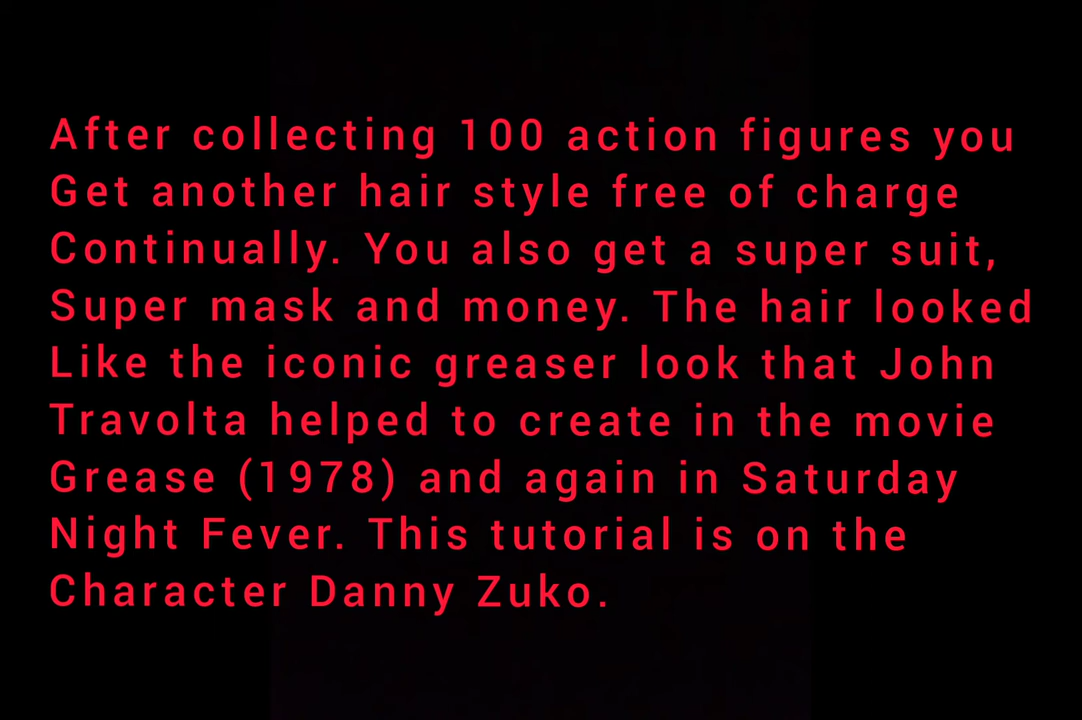 After collecting 100 action figures you
Get another hair style free of charge
Continually. You also get a super suit,
Super mask and money. The hair looked
Like the iconic greaser look that John
Travolta helped to create in the movie
Grease (1978) and again in Saturday
Night Fever. This tutorial is on the
Character Danny Zuko.